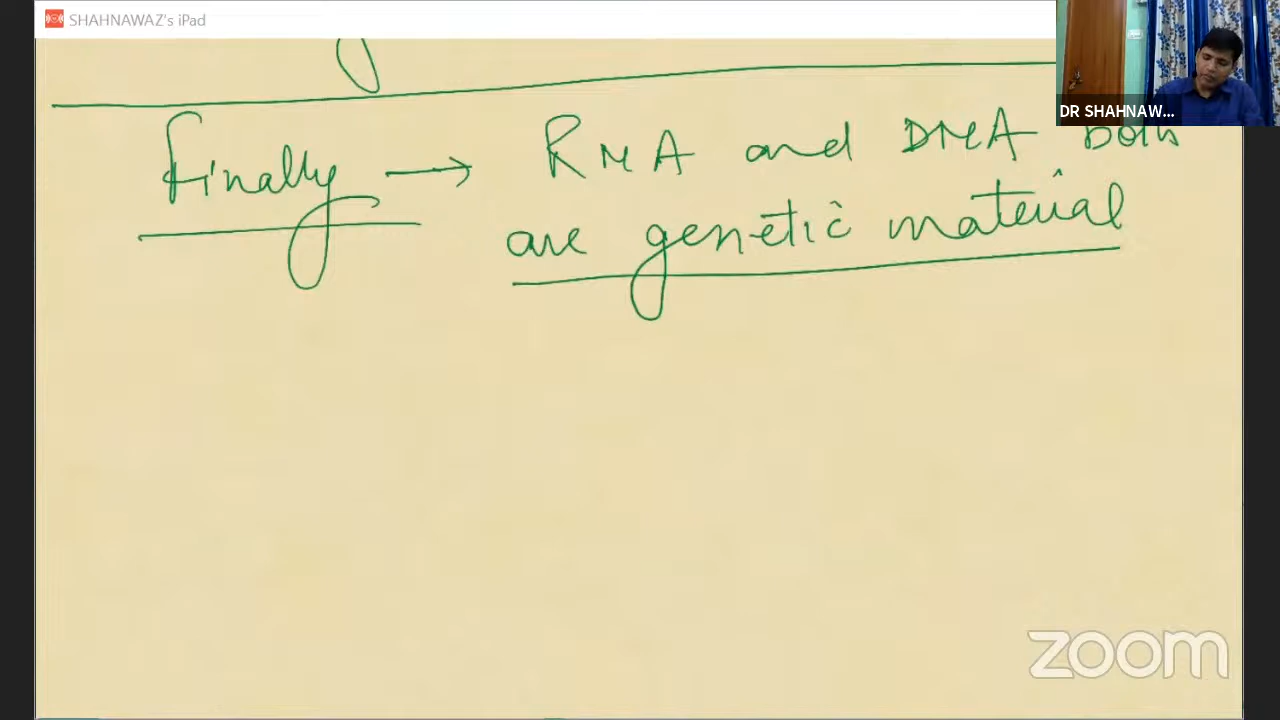 SHAHNAWAZ's iPad
DR SHAHNAW...
Finally → RNA and DNA both
are genetic material
zoom